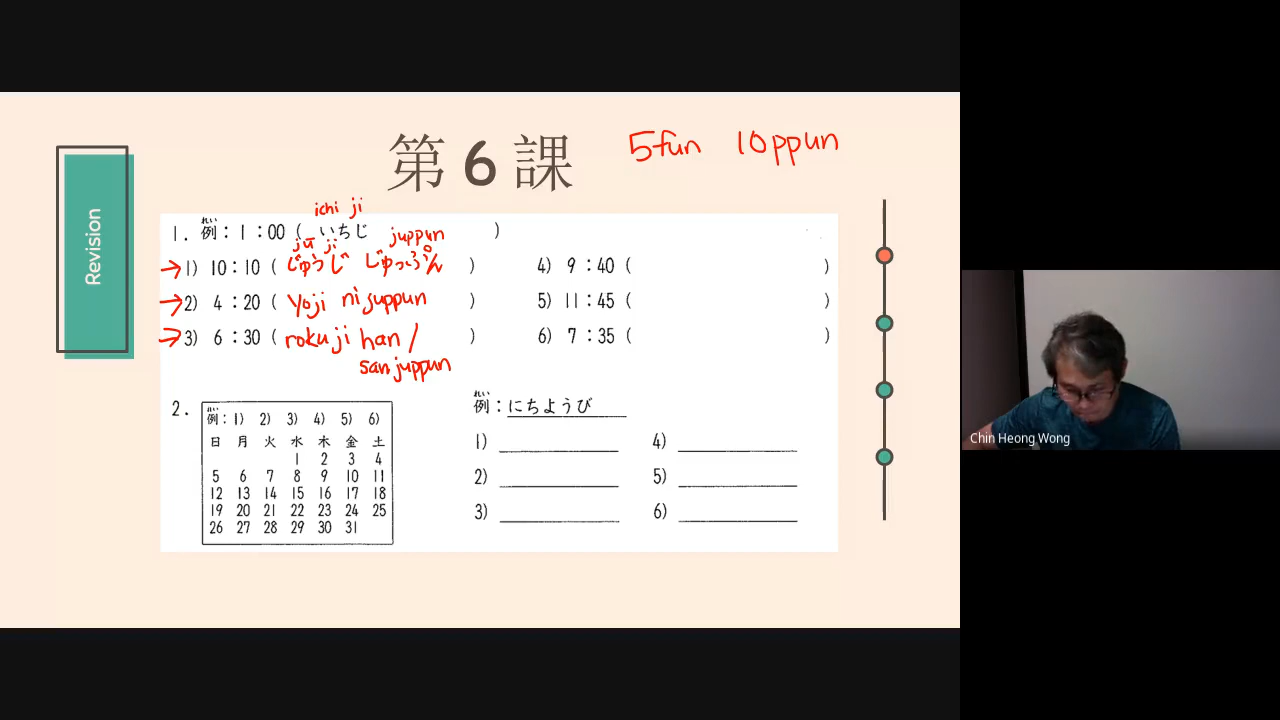 Revision
第 6 課
5fun 10ppun
ichi ji
1. 例れい：1：00 ( いちじ )
jū ji juppun
→1) 10：10 ( じゅうじ じゅっぷん )
→2) 4：20 ( yoji nijuppun )
→3) 6：30 ( rokuji han / sanjuppun )
4) 9：40 ( )
5) 11：45 ( )
6) 7：35 ( )
2.
例れい：1) 2) 3) 4) 5) 6)
日 月 火 水 木 金 土
1 2 3 4
5 6 7 8 9 10 11
12 13 14 15 16 17 18
19 20 21 22 23 24 25
26 27 28 29 30 31
例れい：にちようび
1)
2)
3)
4)
5)
6)
Chin Heong Wong